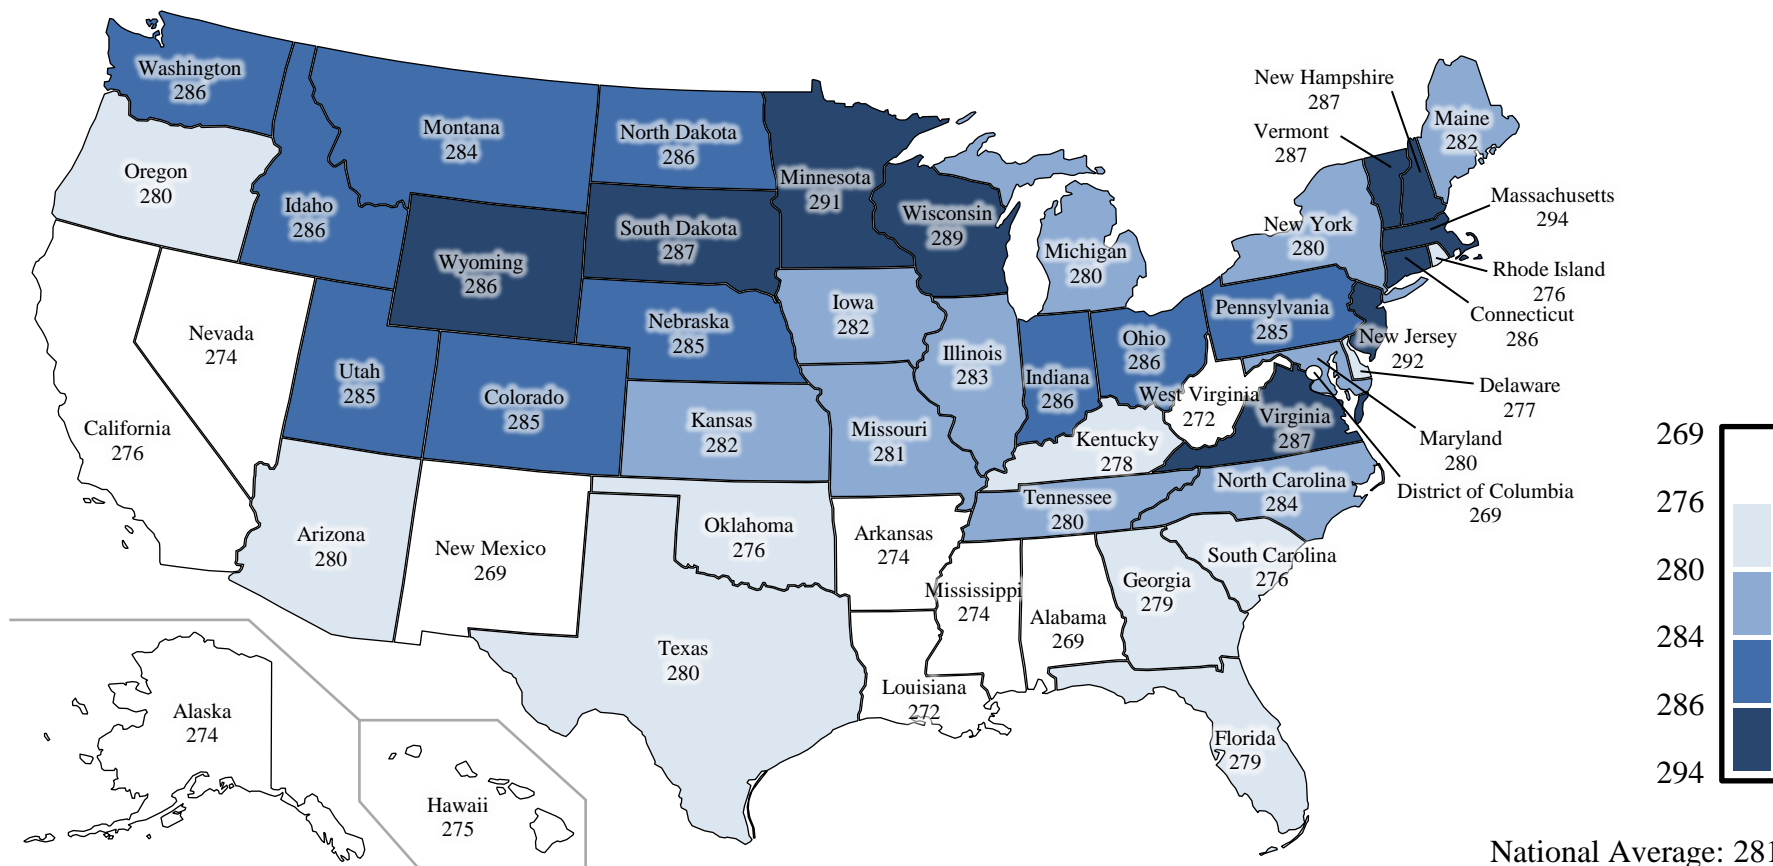 Washington
286
Oregon
280
California
276
Nevada
274
Idaho
286
Montana
284
Wyoming
286
Utah
285
Colorado
285
Arizona
280
New Mexico
269
North Dakota
286
South Dakota
287
Nebraska
285
Kansas
282
Oklahoma
276
Texas
280
Minnesota
291
Iowa
282
Missouri
281
Arkansas
274
Louisiana
272
Wisconsin
289
Illinois
283
Michigan
280
Indiana
286
Ohio
286
Kentucky
278
Tennessee
280
Mississippi
274
Alabama
269
Georgia
279
Florida
279
South Carolina
276
North Carolina
284
Virginia
287
West Virginia
272
Pennsylvania
285
New York
280
New Hampshire
287
Vermont
287
Maine
282
Massachusetts
294
Rhode Island
276
Connecticut
286
New Jersey
292
Delaware
277
Maryland
280
District of Columbia
269
Alaska
274
Hawaii
275
269
276
280
284
286
294
National Average: 281